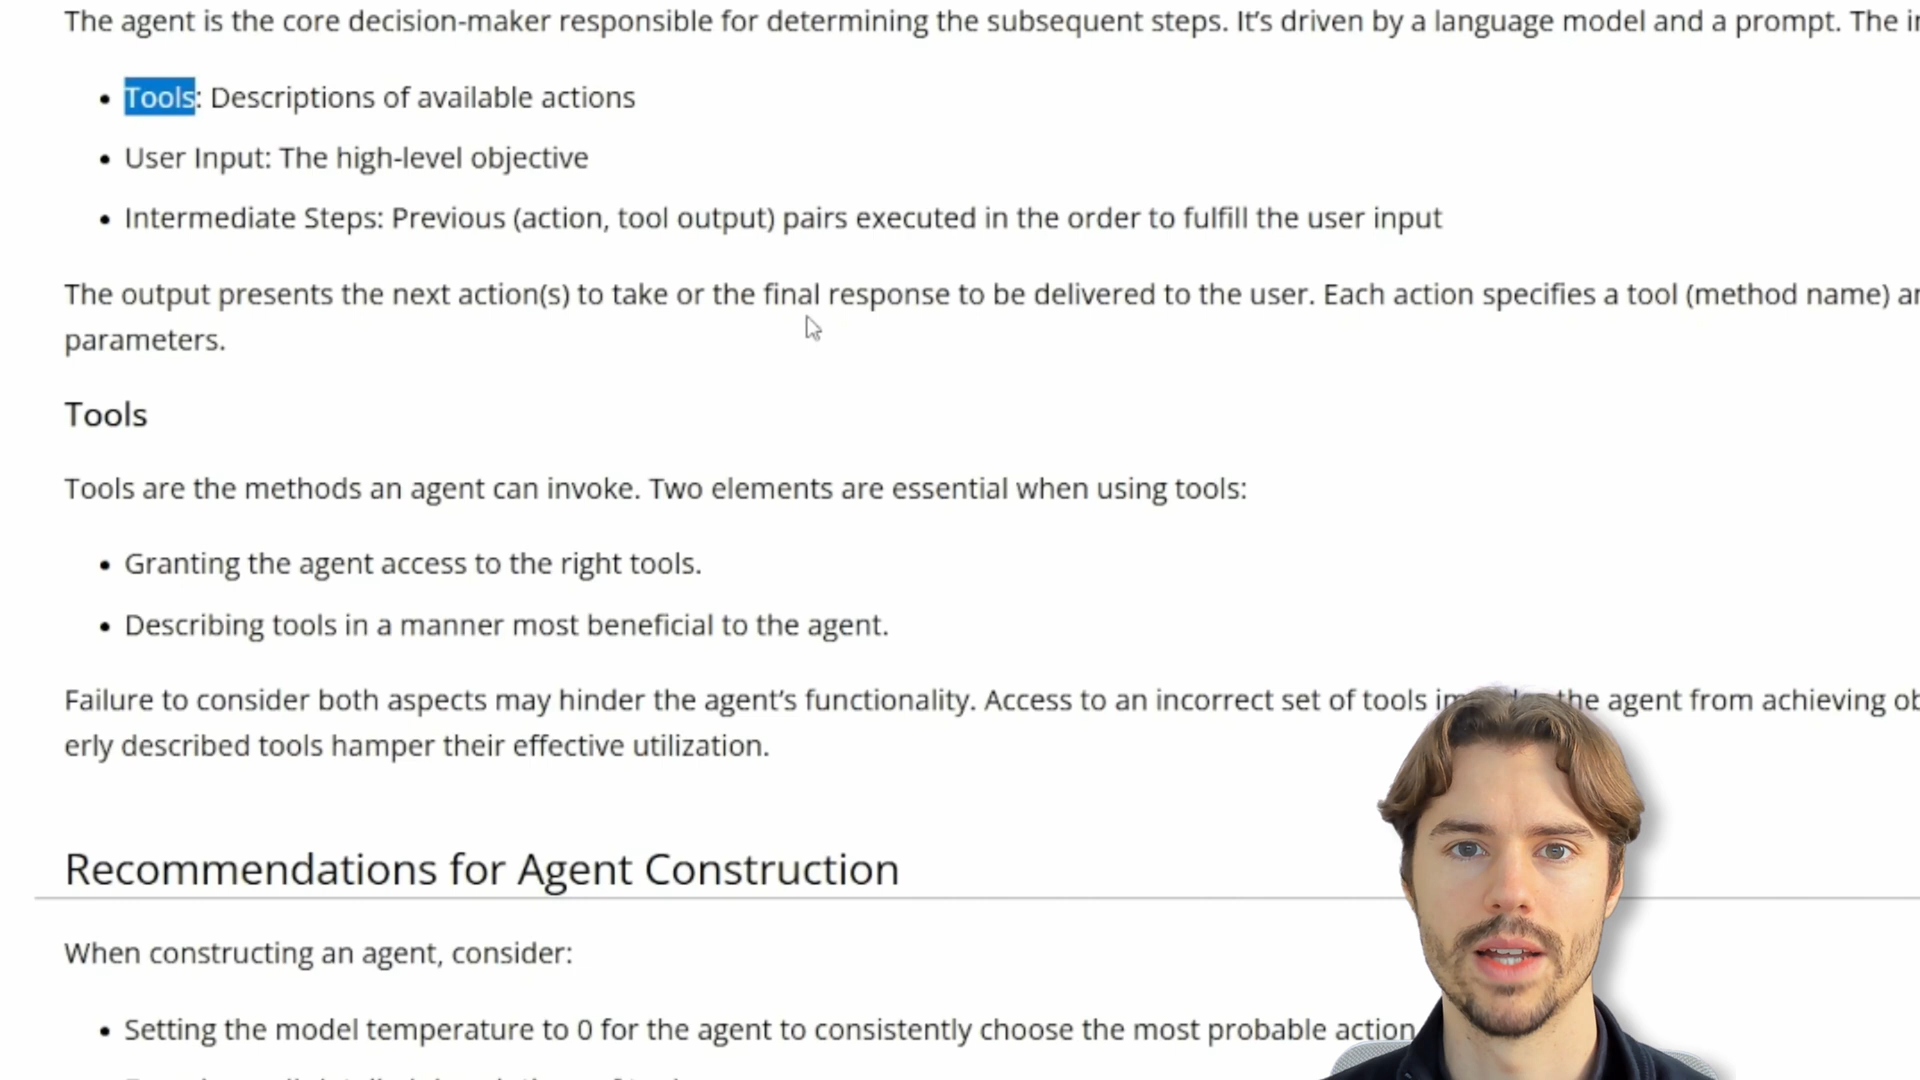 The agent is the core decision-maker responsible for determining the subsequent steps. It’s driven by a language model and a prompt. The
• Tools: Descriptions of available actions
• User Input: The high-level objective
• Intermediate Steps: Previous (action, tool output) pairs executed in the order to fulfill the user input
The output presents the next action(s) to take or the final response to be delivered to the user. Each action specifies a tool (method name)
parameters.
Tools
Tools are the methods an agent can invoke. Two elements are essential when using tools:
• Granting the agent access to the right tools.
• Describing tools in a manner most beneficial to the agent.
Failure to consider both aspects may hinder the agent’s functionality. Access to an incorrect set of tools the agent from achieving
erly described tools hamper their effective utilization.
Recommendations for Agent Construction
When constructing an agent, consider:
• Setting the model temperature to 0 for the agent to consistently choose the most probable action